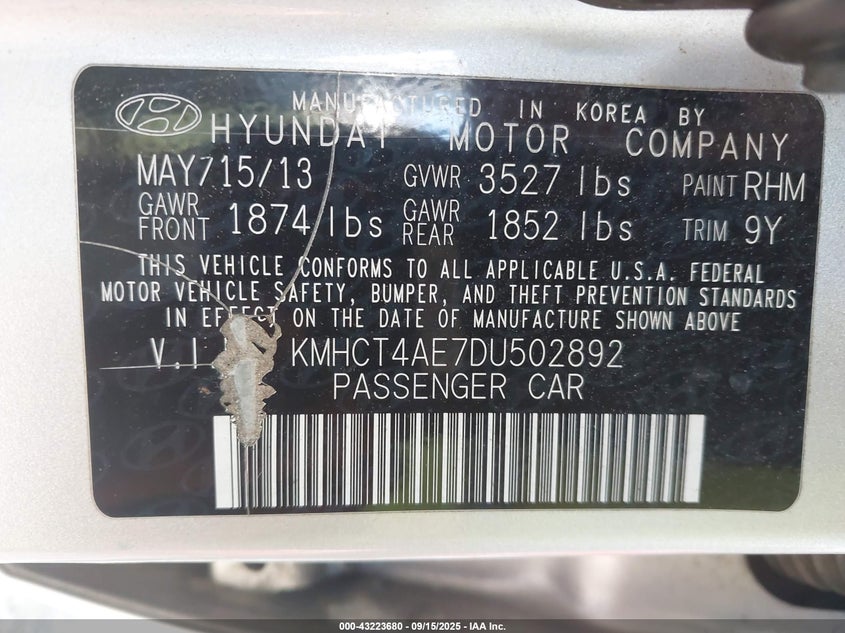 MANUFACTURED IN KOREA BY
HYUNDAI MOTOR COMPANY
MAY/15/13 GVWR 3527 lbs PAINT RHM
GAWR FRONT 1874 lbs GAWR REAR 1852 lbs TRIM 9Y
THIS VEHICLE CONFORMS TO ALL APPLICABLE U.S.A. FEDERAL
MOTOR VEHICLE SAFETY, BUMPER, AND THEFT PREVENTION STANDARDS
IN EFFECT ON THE DATE OF MANUFACTURE SHOWN ABOVE
V.I KMHCT4AE7DU502892
PASSENGER CAR
000-43223680 - 09/15/2025 - IAA Inc.